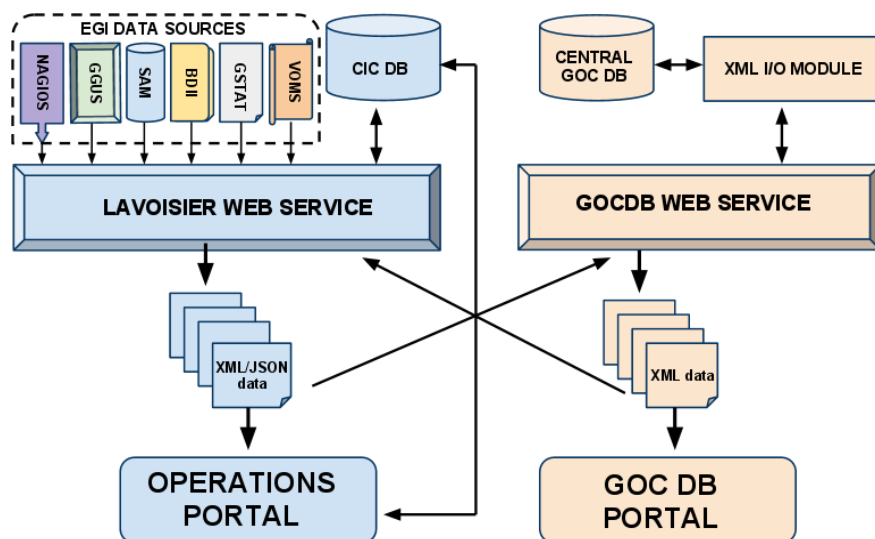 EGI DATA SOURCES
NAGIOS
GGUS
SAM
BDII
GSTAT
VOMS
CIC DB
CENTRAL
GOC DB
XML I/O MODULE
LAVOISIER WEB SERVICE
GOCDB WEB SERVICE
XML/JSON
data
XML data
OPERATIONS
PORTAL
GOC DB
PORTAL